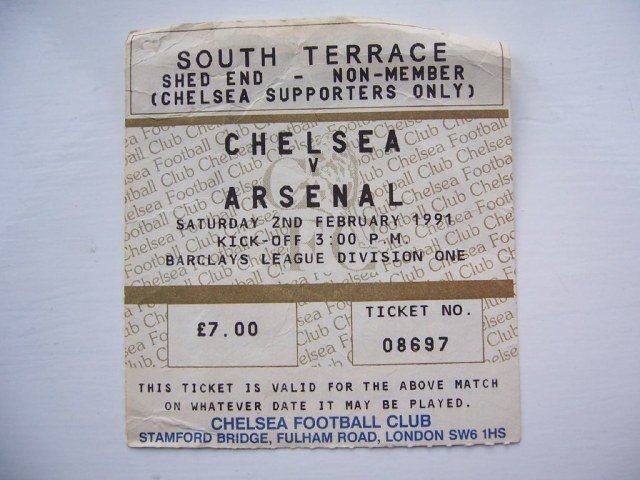 SOUTH TERRACE
SHED END - NON-MEMBER
(CHELSEA SUPPORTERS ONLY)
CHELSEA
V
ARSENAL
SATURDAY 2ND FEBRUARY 1991
KICK-OFF 3:00 P.M.
BARCLAYS LEAGUE DIVISION ONE
£7.00
TICKET NO.
08697
THIS TICKET IS VALID FOR THE ABOVE MATCH
ON WHATEVER DATE IT MAY BE PLAYED.
CHELSEA FOOTBALL CLUB
STAMFORD BRIDGE, FULHAM ROAD, LONDON SW6 1HS